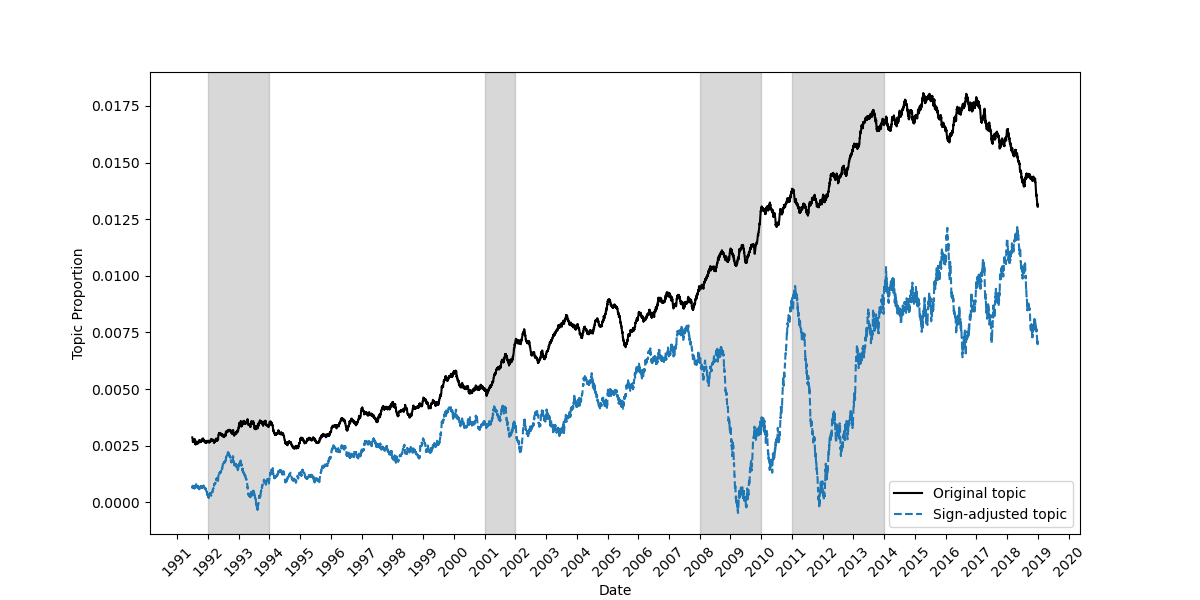 0.0175
0.0150
0.0125
0.0100
0.0075
0.0050
0.0025
0.0000
Topic Proportion
Original topic
Sign-adjusted topic
1991 1992 1993 1994 1995 1996 1997 1998 1999 2000 2001 2002 2003 2004 2005 2006 2007 2008 2009 2010 2011 2012 2013 2014 2015 2016 2017 2018 2019 2020
Date